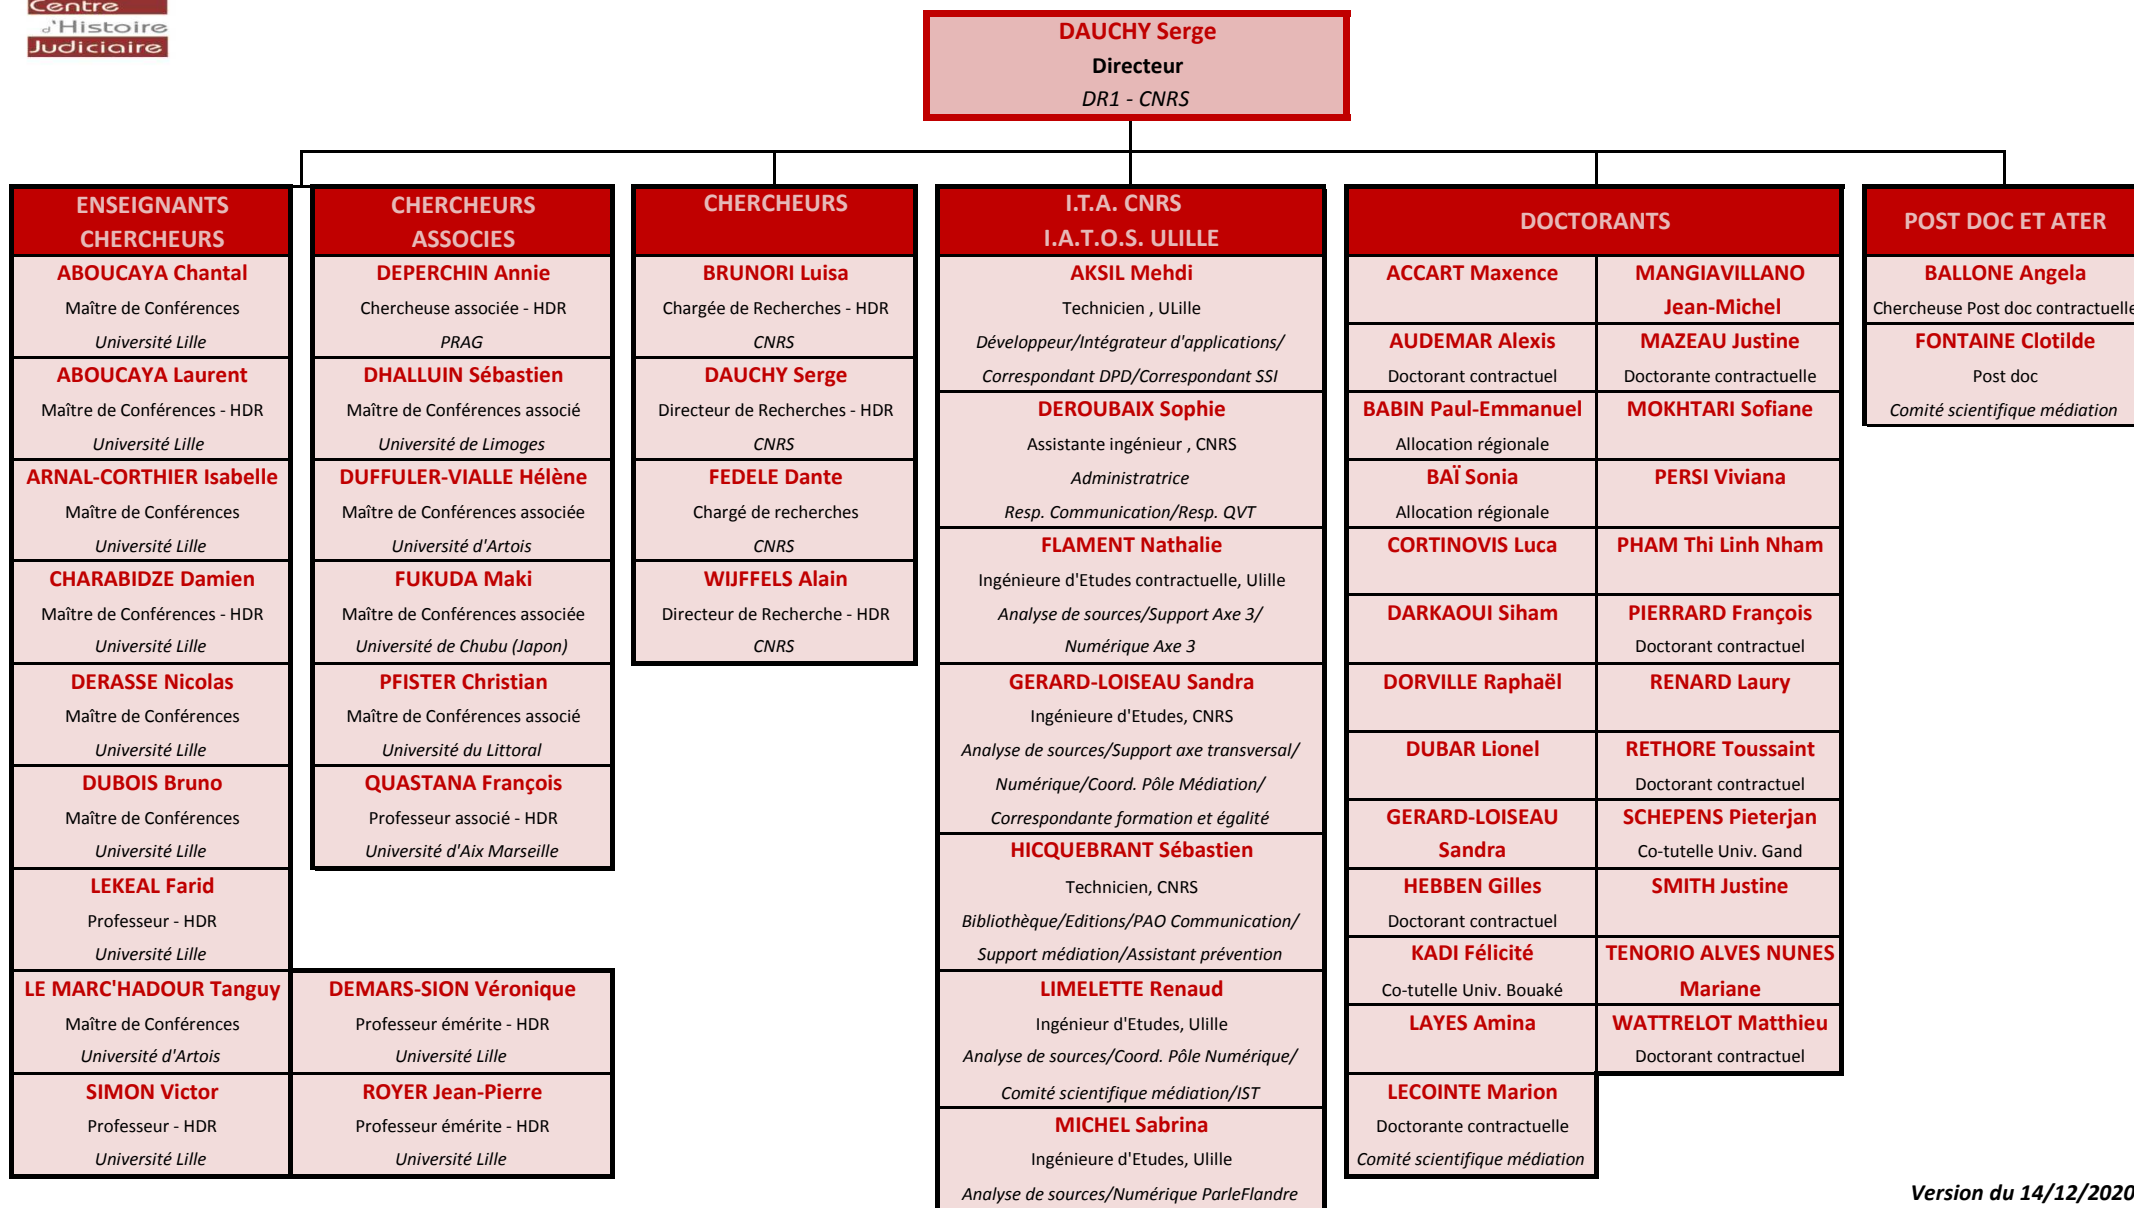 Centre
d'Histoire
Judiciaire
DAUCHY Serge
Directeur
DR1 - CNRS
ENSEIGNANTS
CHERCHEURS
ABOUCAYA Chantal
Maître de Conférences
Université Lille
ABOUCAYA Laurent
Maître de Conférences - HDR
Université Lille
ARNAL-CORTHIER Isabelle
Maître de Conférences
Université Lille
CHARABIDZE Damien
Maître de Conférences - HDR
Université Lille
DERASSE Nicolas
Maître de Conférences
Université Lille
DUBOIS Bruno
Maître de Conférences
Université Lille
LEKEAL Farid
Professeur - HDR
Université Lille
LE MARC'HADOUR Tanguy
Maître de Conférences
Université d'Artois
SIMON Victor
Professeur - HDR
Université Lille
CHERCHEURS
ASSOCIES
DEPERCHIN Annie
Chercheuse associée - HDR
PRAG
DHALLUIN Sébastien
Maître de Conférences associé
Université de Limoges
DUFFULER-VIALLE Hélène
Maître de Conférences associée
Université d'Artois
FUKUDA Maki
Maître de Conférences associée
Université de Chubu (Japon)
PFISTER Christian
Maître de Conférences associé
Université du Littoral
QUASTANA François
Professeur associé - HDR
Université d'Aix Marseille
DEMARS-SION Véronique
Professeur émérite - HDR
Université Lille
ROYER Jean-Pierre
Professeur émérite - HDR
Université Lille
CHERCHEURS
BRUNORI Luisa
Chargée de Recherches - HDR
CNRS
DAUCHY Serge
Directeur de Recherches - HDR
CNRS
FEDELE Dante
Chargé de recherches
CNRS
WIJFFELS Alain
Directeur de Recherche - HDR
CNRS
I.T.A. CNRS
I.A.T.O.S. ULILLE
AKSIL Mehdi
Technicien , ULille
Développeur/Intégrateur d'applications/
Correspondant DPD/Correspondant SSI
DEROUBAIX Sophie
Assistante ingénieur , CNRS
Administratrice
Resp. Communication/Resp. QVT
FLAMENT Nathalie
Ingénieure d'Etudes contractuelle, Ulille
Analyse de sources/Support Axe 3/
Numérique Axe 3
GERARD-LOISEAU Sandra
Ingénieure d'Etudes, CNRS
Analyse de sources/Support axe transversal/
Numérique/Coord. Pôle Médiation/
Correspondante formation et égalité
HICQUEBRANT Sébastien
Technicien, CNRS
Bibliothèque/Editions/PAO Communication/
Support médiation/Assistant prévention
LIMELETTE Renaud
Ingénieur d'Etudes, Ulille
Analyse de sources/Coord. Pôle Numérique/
Comité scientifique médiation/IST
MICHEL Sabrina
Ingénieure d'Etudes, Ulille
Analyse de sources/Numérique ParleFlandre
DOCTORANTS
ACCART Maxence
AUDEMAR Alexis
Doctorant contractuel
BABIN Paul-Emmanuel
Allocation régionale
BAÏ Sonia
Allocation régionale
CORTINOVIS Luca
DARKAOUI Siham
DORVILLE Raphaël
DUBAR Lionel
GERARD-LOISEAU
Sandra
HEBBEN Gilles
Doctorant contractuel
KADI Félicité
Co-tutelle Univ. Bouaké
LAYES Amina
LECOINTE Marion
Doctorante contractuelle
Comité scientifique médiation
MANGIAVILLANO
Jean-Michel
MAZEAU Justine
Doctorante contractuelle
MOKHTARI Sofiane
PERSI Viviana
PHAM Thi Linh Nham
PIERRARD François
Doctorant contractuel
RENARD Laury
RETHORE Toussaint
Doctorant contractuel
SCHEPENS Pieterjan
Co-tutelle Univ. Gand
SMITH Justine
TENORIO ALVES NUNES
Mariane
WATTRELOT Matthieu
Doctorant contractuel
POST DOC ET ATER
BALLONE Angela
Chercheuse Post doc contractuelle
FONTAINE Clotilde
Post doc
Comité scientifique médiation
Version du 14/12/2020